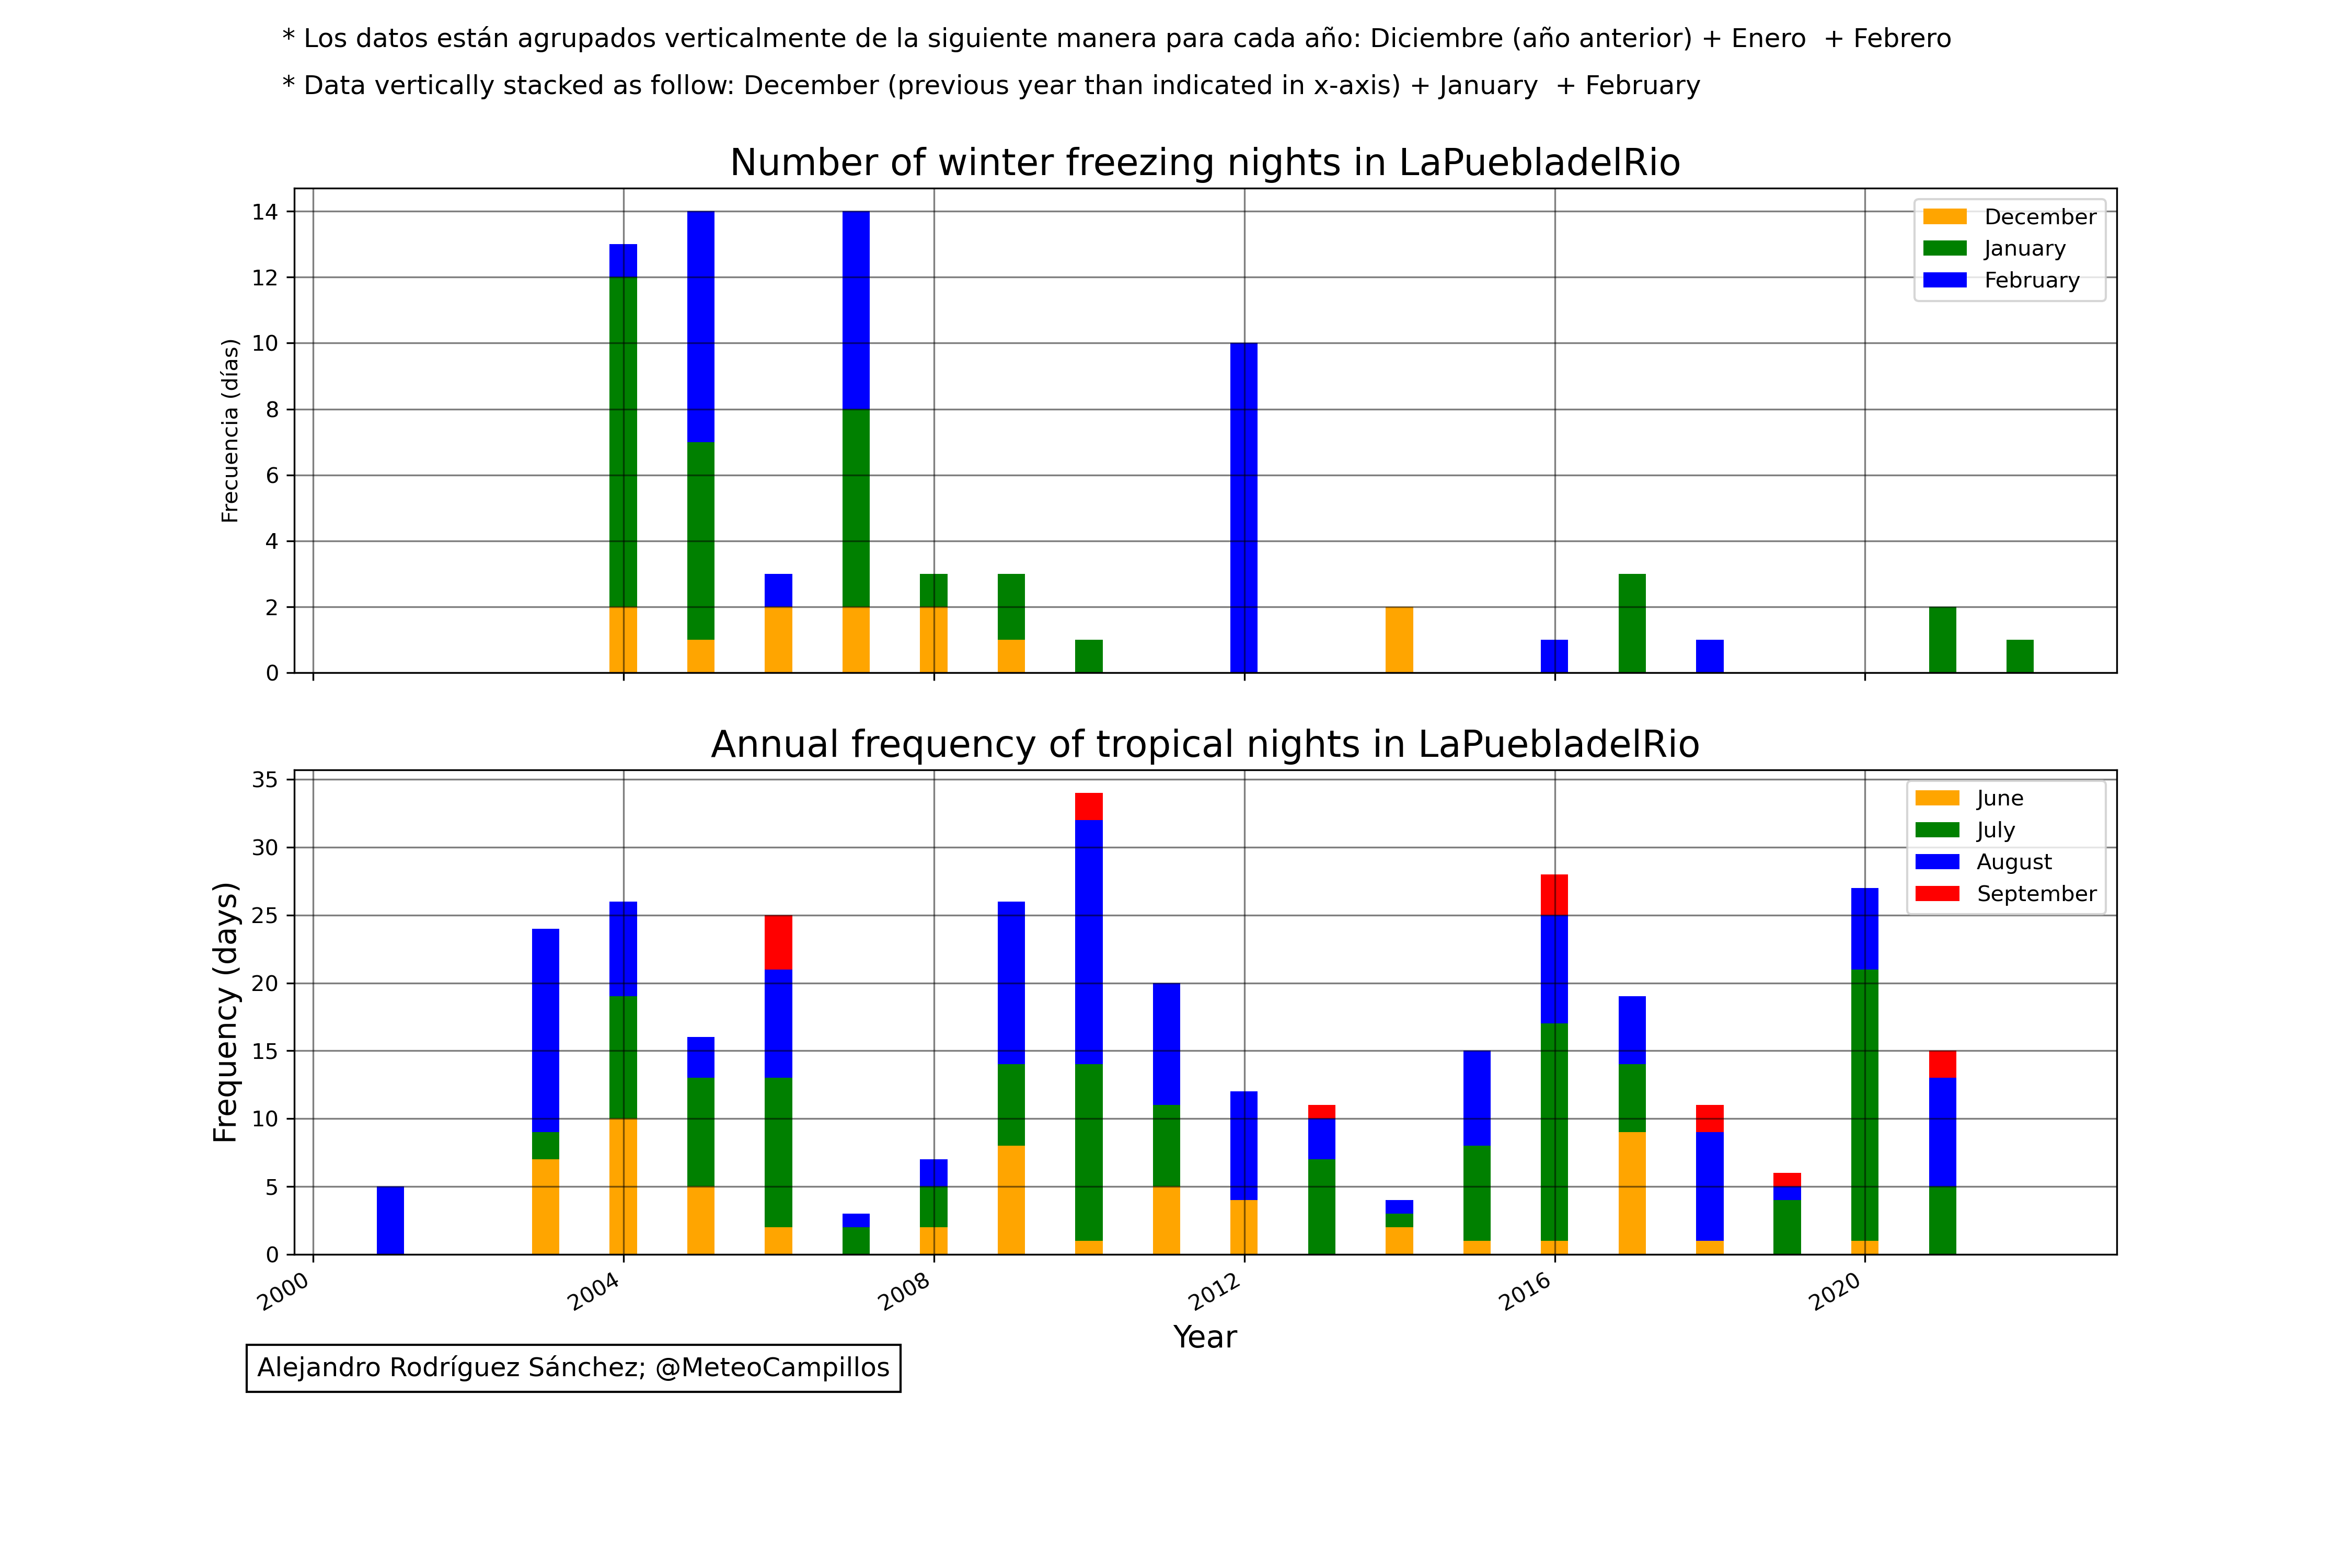 * Los datos están agrupados verticalmente de la siguiente manera para cada año: Diciembre (año anterior) + Enero  + Febrero
* Data vertically stacked as follow: December (previous year than indicated in x-axis) + January  + February
Number of winter freezing nights in LaPuebladelRio
14
12
10
8
6
4
2
0
Frecuencia (días)
December
January
February
Annual frequency of tropical nights in LaPuebladelRio
35
30
25
20
15
10
5
0
Frequency (days)
June
July
August
September
2000
2004
2008
2012
2016
2020
Year
Alejandro Rodríguez Sánchez; @MeteoCampillos